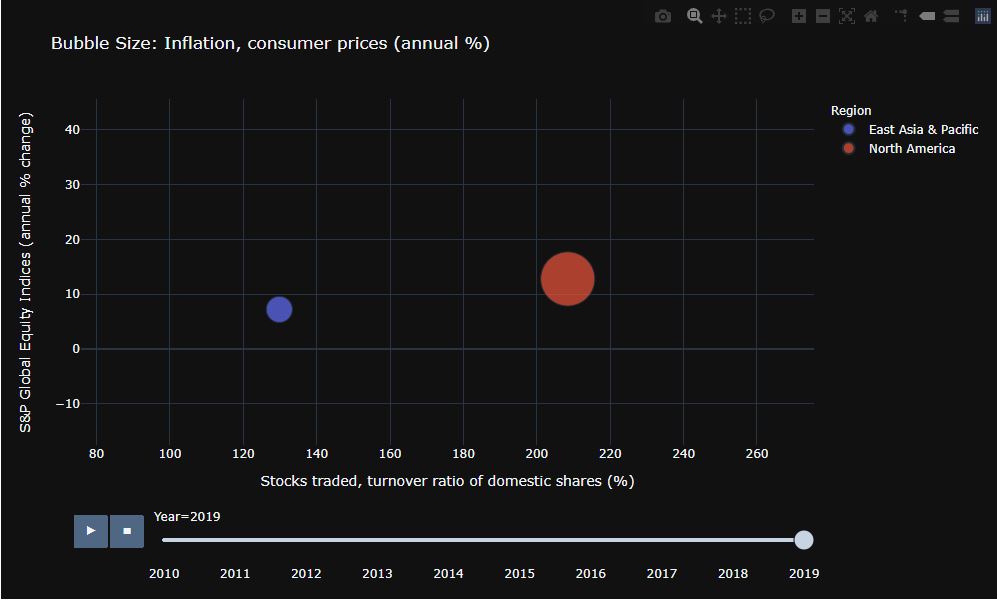 Bubble Size: Inflation, consumer prices (annual %)
S&P Global Equity Indices (annual % change)
40
30
20
10
0
−10
80 100 120 140 160 180 200 220 240 260
Stocks traded, turnover ratio of domestic shares (%)
Region
East Asia & Pacific
North America
Year=2019
2010 2011 2012 2013 2014 2015 2016 2017 2018 2019